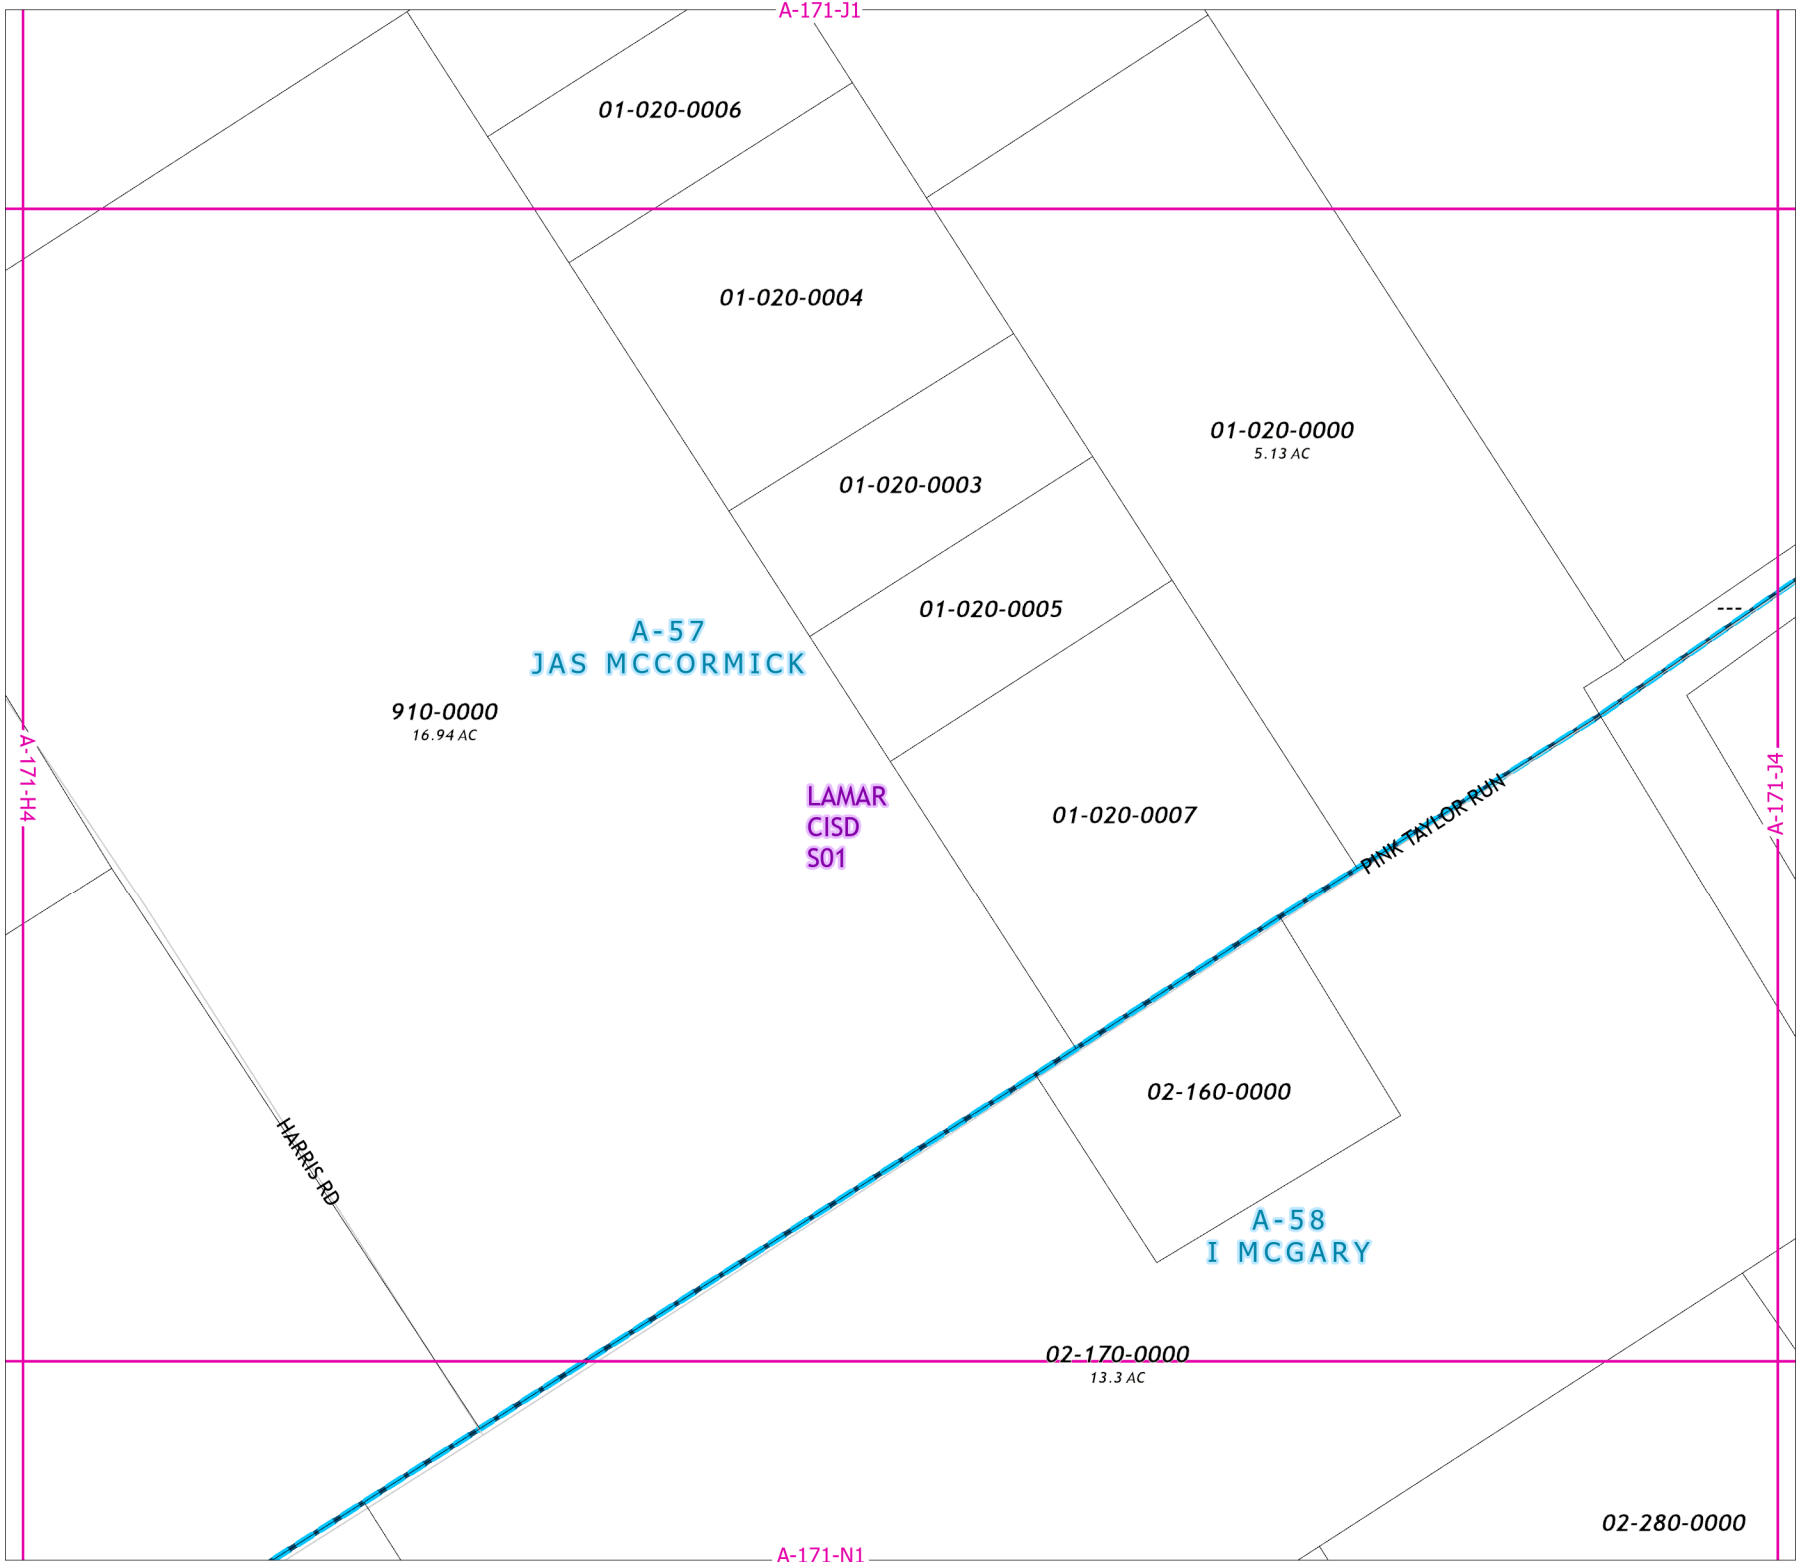 A-171-J1
01-020-0006
01-020-0004
01-020-0000
5.13 AC
01-020-0003
01-020-0005
---
A-57
JAS MCCORMICK
910-0000
16.94 AC
A-171-H4
A-171-J4
LAMAR
CISD
S01
01-020-0007
PINK TAYLOR RUN
02-160-0000
HARRIS RD
A-58
I MCGARY
02-170-0000
13.3 AC
02-280-0000
A-171-N1